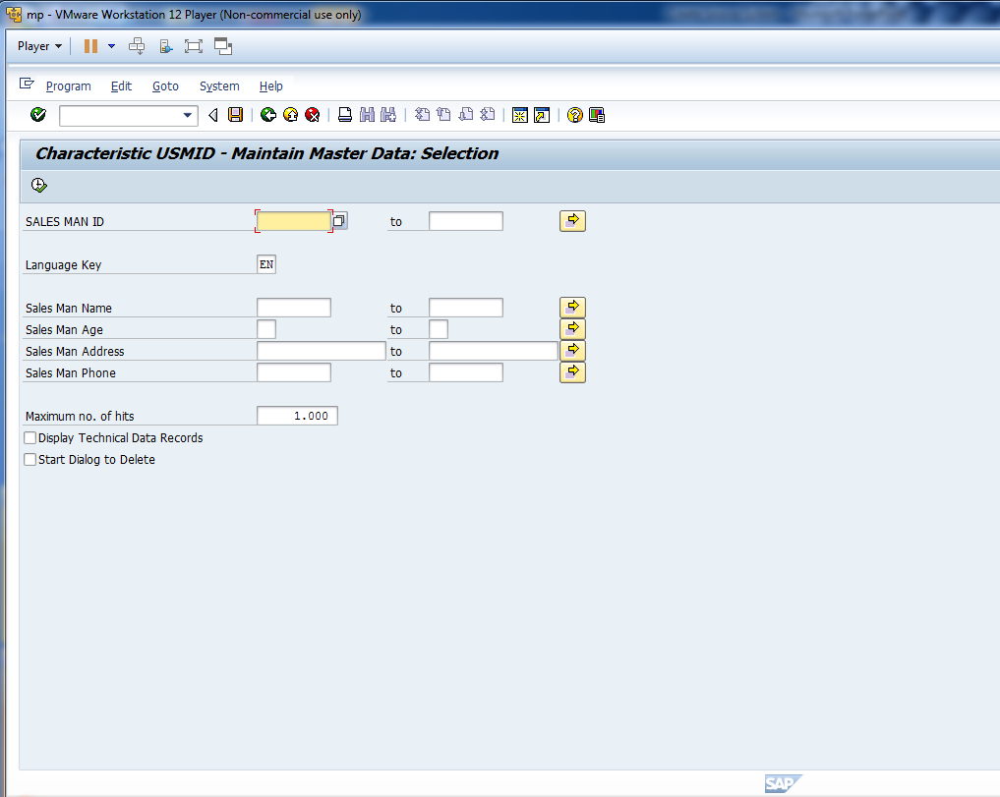 mp - VMware Workstation 12 Player (Non-commercial use only)
Player
Program Edit Goto System Help
Characteristic USMID - Maintain Master Data: Selection
SALES MAN ID to
Language Key EN
Sales Man Name to
Sales Man Age to
Sales Man Address to
Sales Man Phone to
Maximum no. of hits 1.000
Display Technical Data Records
Start Dialog to Delete
SAP